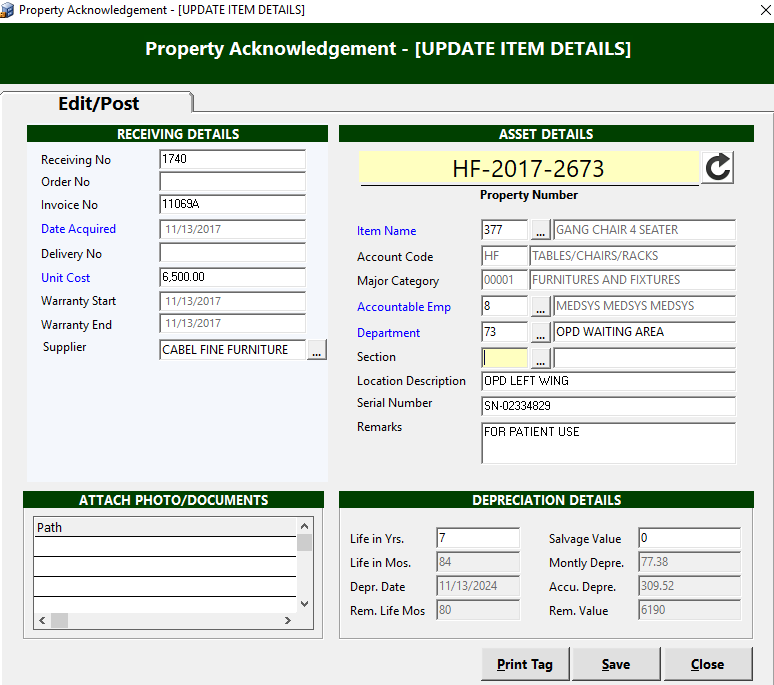 Property Acknowledgement - [UPDATE ITEM DETAILS]
Property Acknowledgement - [UPDATE ITEM DETAILS]
Edit/Post
RECEIVING DETAILS
Receiving No 1740
Order No
Invoice No 11069A
Date Acquired 11/13/2017
Delivery No
Unit Cost 6,500.00
Warranty Start 11/13/2017
Warranty End 11/13/2017
Supplier CABEL FINE FURNITURE ...
ASSET DETAILS
HF-2017-2673
Property Number
Item Name 377 ... GANG CHAIR 4 SEATER
Account Code HF TABLES/CHAIRS/RACKS
Major Category 00001 FURNITURES AND FIXTURES
Accountable Emp 8 ... MEDSYS MEDSYS MEDSYS
Department 73 ... OPD WAITING AREA
Section ...
Location Description OPD LEFT WING
Serial Number SN-02334829
Remarks FOR PATIENT USE
ATTACH PHOTO/DOCUMENTS
Path
DEPRECIATION DETAILS
Life in Yrs. 7 Salvage Value 0
Life in Mos. 84 Montly Depre. 77.38
Depr. Date 11/13/2024 Accu. Depre. 309.52
Rem. Life Mos 80 Rem. Value 6190
Print Tag Save Close